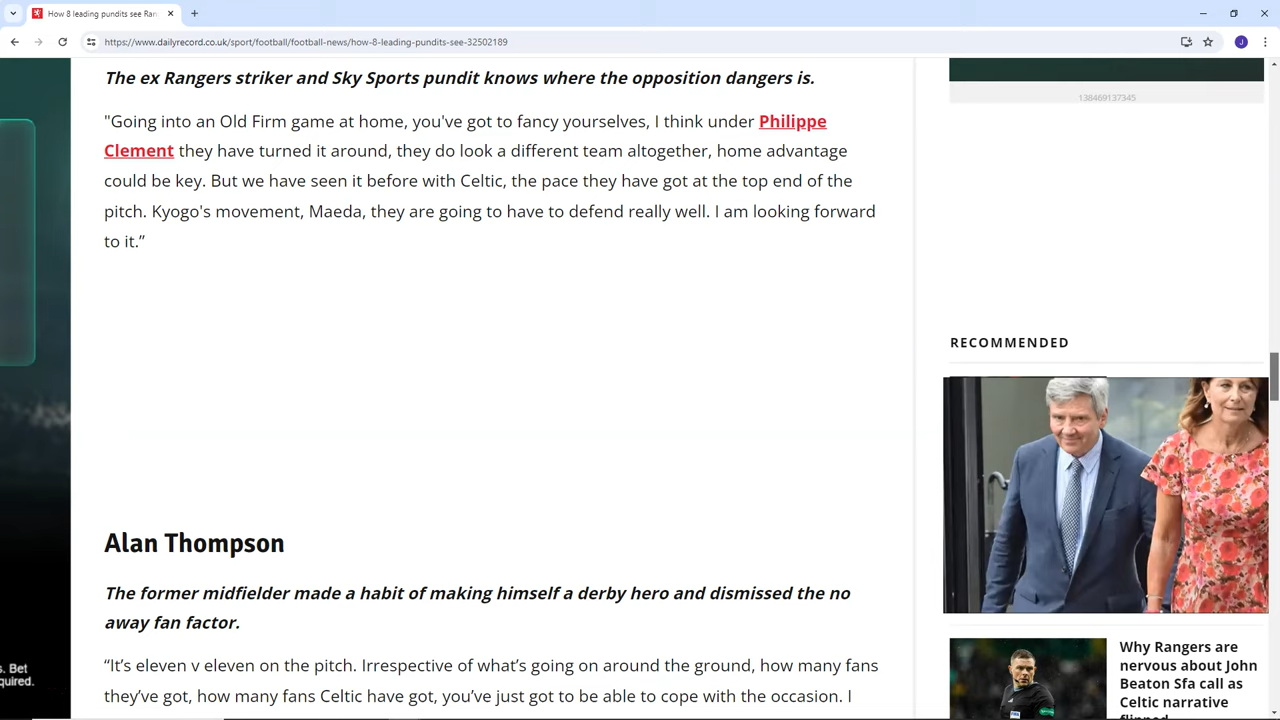 How 8 leading pundits see Ran
https://www.dailyrecord.co.uk/sport/football/football-news/how-8-leading-pundits-see-32502189
J
The ex Rangers striker and Sky Sports pundit knows where the opposition dangers is.
"Going into an Old Firm game at home, you've got to fancy yourselves, I think under Philippe
Clement they have turned it around, they do look a different team altogether, home advantage
could be key. But we have seen it before with Celtic, the pace they have got at the top end of the
pitch. Kyogo's movement, Maeda, they are going to have to defend really well. I am looking forward
to it.”
Alan Thompson
The former midfielder made a habit of making himself a derby hero and dismissed the no
away fan factor.
“It’s eleven v eleven on the pitch. Irrespective of what’s going on around the ground, how many fans
they’ve got, how many fans Celtic have got, you’ve just got to be able to cope with the occasion. I
138469137345
RECOMMENDED
Why Rangers are
nervous about John
Beaton Sfa call as
Celtic narrative
flipped
s. Bet
quired.